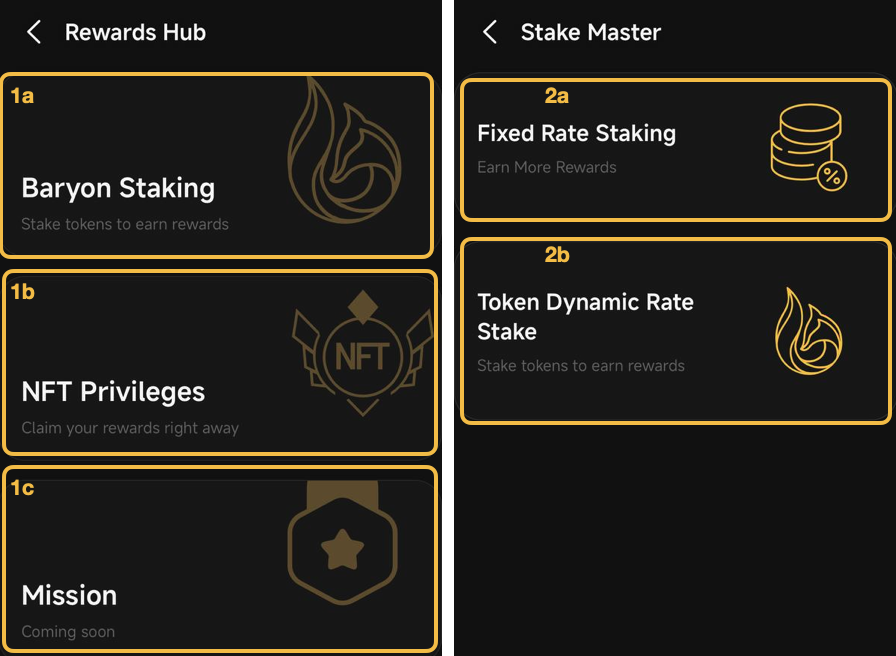 Rewards Hub
1a
Baryon Staking
Stake tokens to earn rewards
1b
NFT
NFT Privileges
Claim your rewards right away
1c
Mission
Coming soon
Stake Master
2a
Fixed Rate Staking
Earn More Rewards
%
2b
Token Dynamic Rate
Stake
Stake tokens to earn rewards